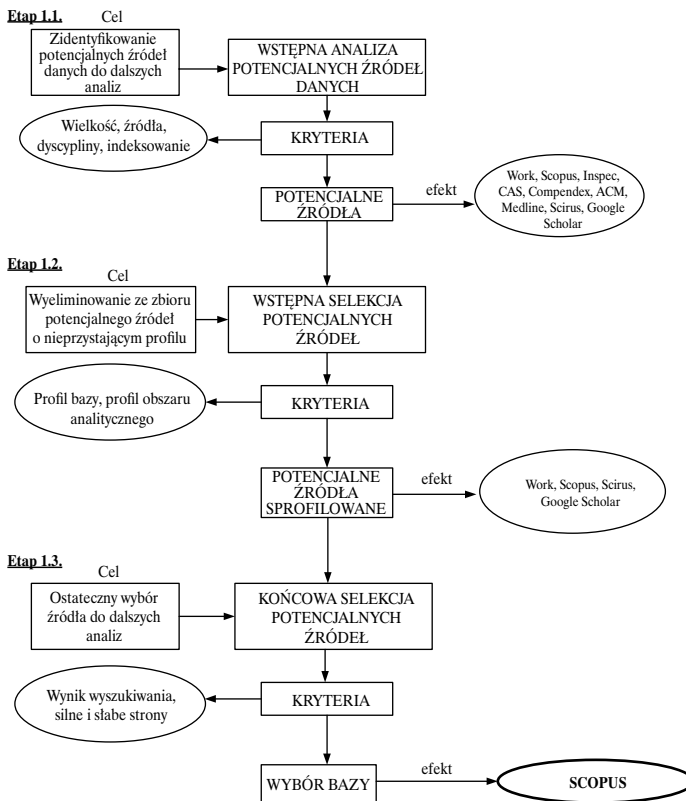 Etap 1.1.
Cel
Zidentyfikowanie
potencjalnych źródeł
danych do dalszych
analiz
WSTĘPNA ANALIZA
POTENCJALNYCH ŹRÓDEŁ
DANYCH
Wielkość, źródła,
dyscypliny, indeksowanie
KRYTERIA
POTENCJALNE
ŹRÓDŁA
efekt
Work, Scopus, Inspec,
CAS, Compendex, ACM,
Medline, Scirus, Google
Scholar
Etap 1.2.
Cel
Wyeliminowanie ze zbioru
potencjalnego źródeł
o nieprzystającym profilu
WSTĘPNA SELEKCJA
POTENCJALNYCH
ŹRÓDEŁ
Profil bazy, profil obszaru
analitycznego
KRYTERIA
POTENCJALNE
ŹRÓDŁA
SPROFILOWANE
efekt
Work, Scopus, Scirus,
Google Scholar
Etap 1.3.
Cel
Ostateczny wybór
źródła do dalszych
analiz
KOŃCOWA SELEKCJA
POTENCJALNYCH
ŹRÓDEŁ
Wynik wyszukiwania,
silne i słabe strony
KRYTERIA
WYBÓR BAZY
efekt
SCOPUS